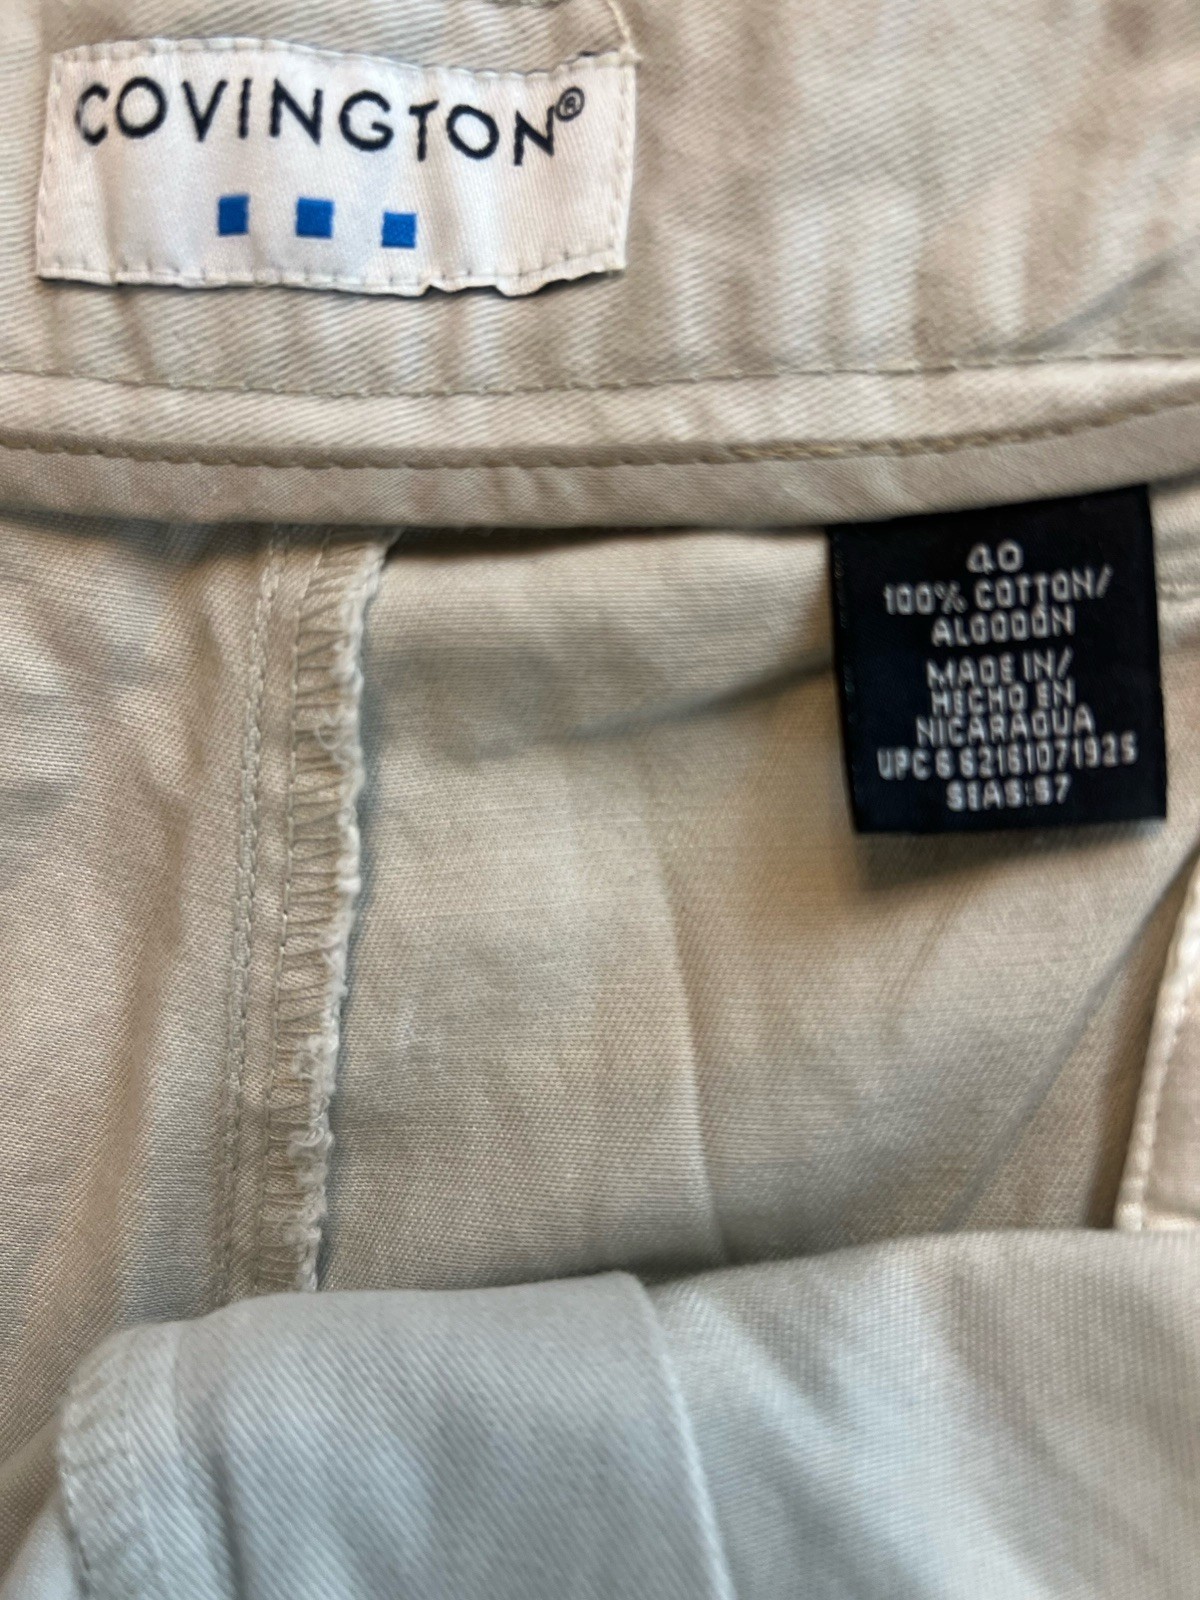 COVINGTON®
40
100% COTTON/
ALGODÓN
MADE IN/
HECHO EN
NICARAGUA
UPC 6 62161071925
SEAS:S7